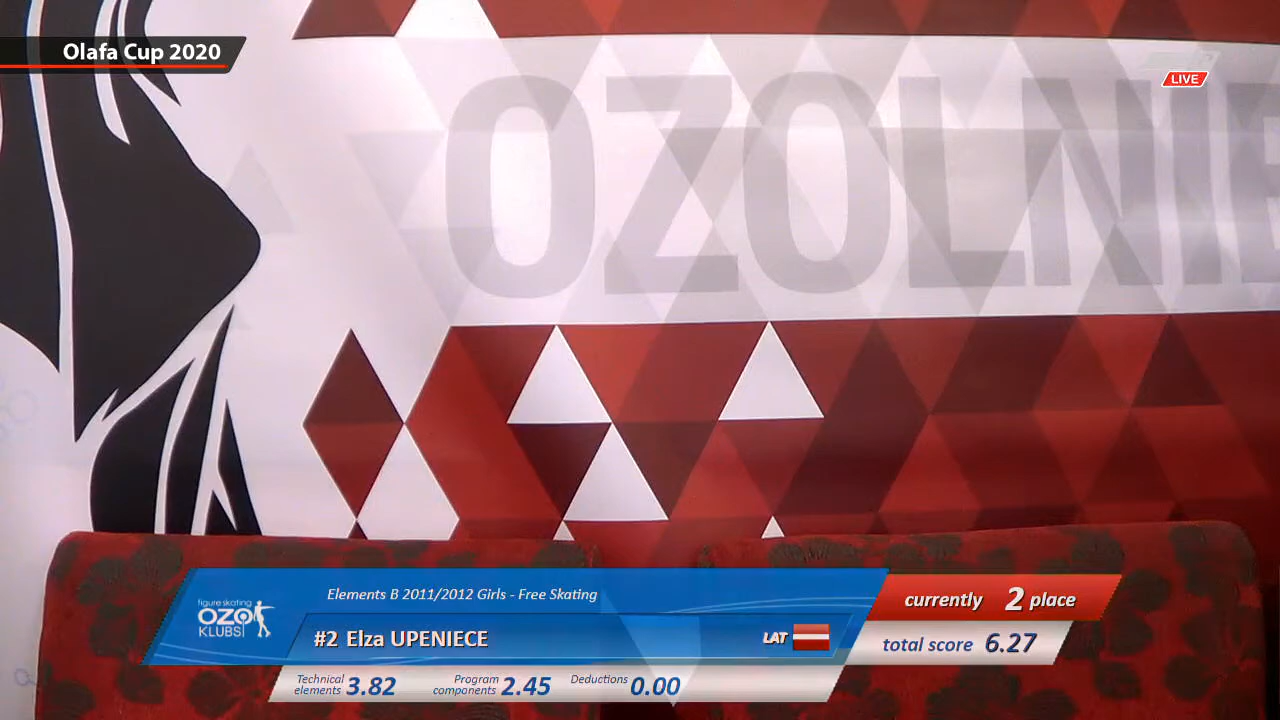 Olafa Cup 2020
LIVE
OZOLNIE
Elements B 2011/2012 Girls - Free Skating
figure skating
OZO
KLUBS
#2 Elza UPENIECE
LAT
currently 2 place
total score 6.27
Technical elements 3.82
Program components 2.45
Deductions 0.00